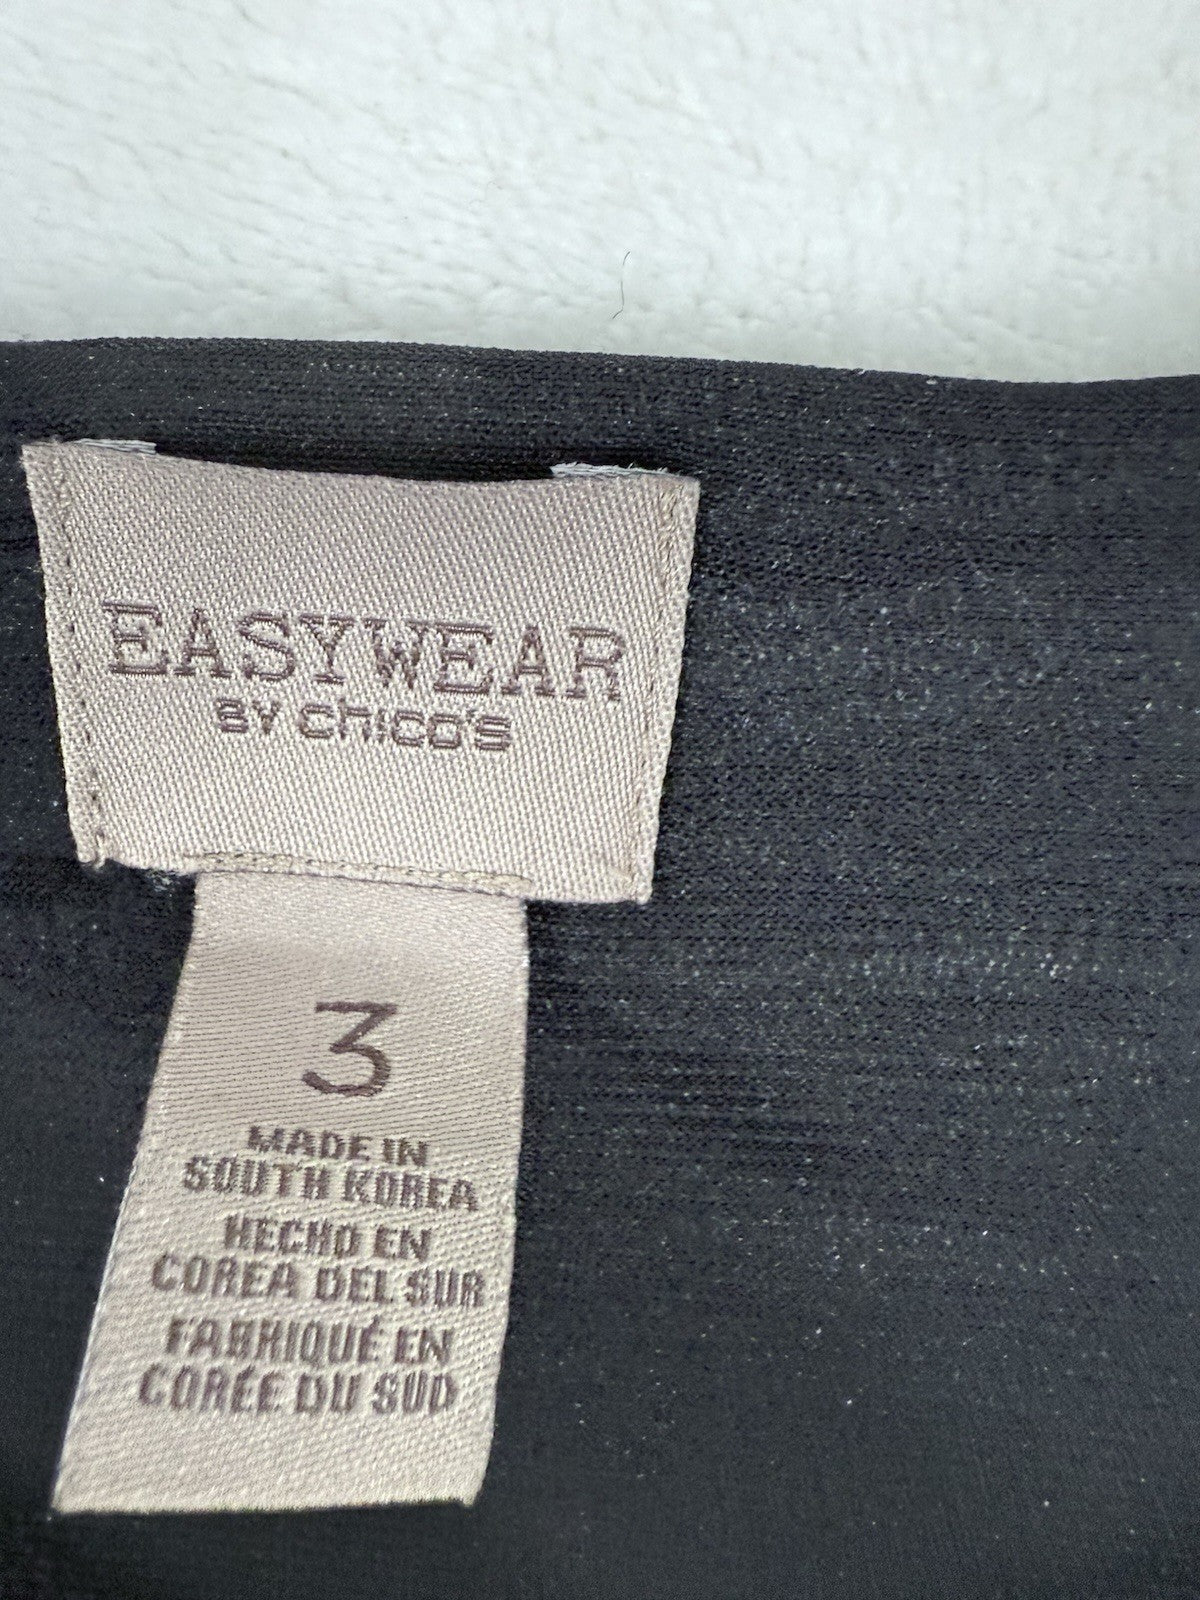 EASYWEAR
BY chico's
3
MADE IN
SOUTH KOREA
HECHO EN
COREA DEL SUR
FABRIQUÉ EN
CORÉE DU SUD